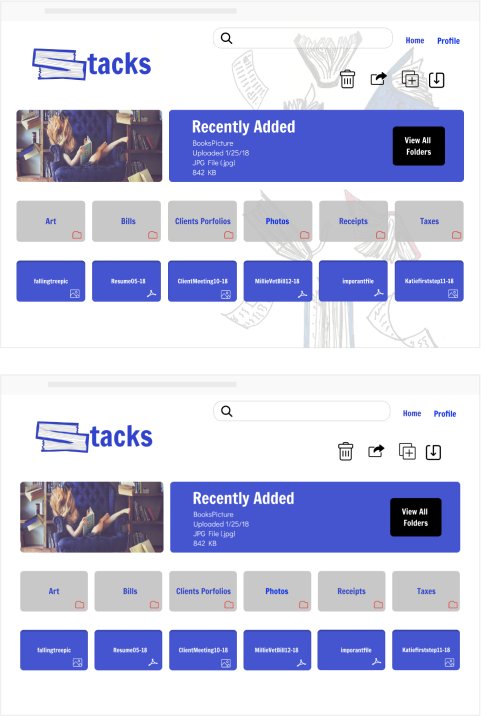 Home Profile
Stacks
Recently Added
BooksPicture
Uploaded 1/25/18
JPG File (.jpg)
842 KB
View All
Folders
Art Bills Clients Porfolios Photos Receipts Taxes
fallingtreepic Resume05-18 ClientMeeting10-18 MillieVetBill12-18 imporantfile Katiefirststep11-18
Home Profile
Stacks
Recently Added
BooksPicture
Uploaded 1/25/18
JPG File (.jpg)
842 KB
View All
Folders
Art Bills Clients Porfolios Photos Receipts Taxes
fallingtreepic Resume05-18 ClientMeeting10-18 MillieVetBill12-18 imporantfile Katiefirststep11-18